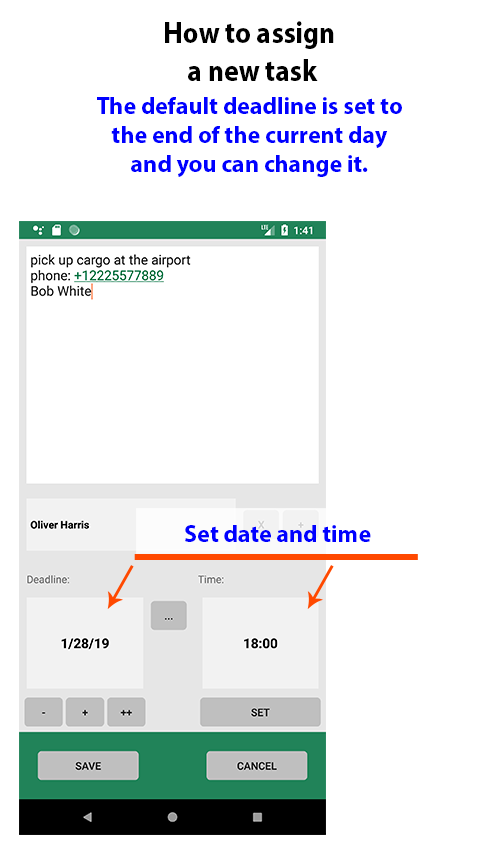 How to assign
a new task
The default deadline is set to
the end of the current day
and you can change it.
LTE 1:41
pick up cargo at the airport
phone: +12225577889
Bob White
Oliver Harris
X +
Set date and time
Deadline: Time:
1/28/19 ... 18:00
- + ++ SET
SAVE CANCEL